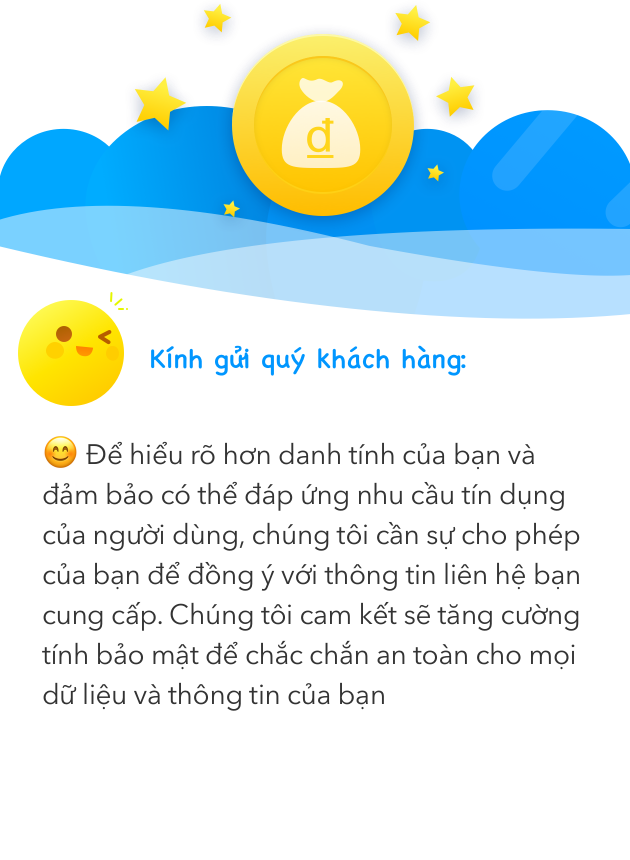 đ
Kính gửi quý khách hàng:
😊 Để hiểu rõ hơn danh tính của bạn và
đảm bảo có thể đáp ứng nhu cầu tín dụng
của người dùng, chúng tôi cần sự cho phép
của bạn để đồng ý với thông tin liên hệ bạn
cung cấp. Chúng tôi cam kết sẽ tăng cường
tính bảo mật để chắc chắn an toàn cho mọi
dữ liệu và thông tin của bạn